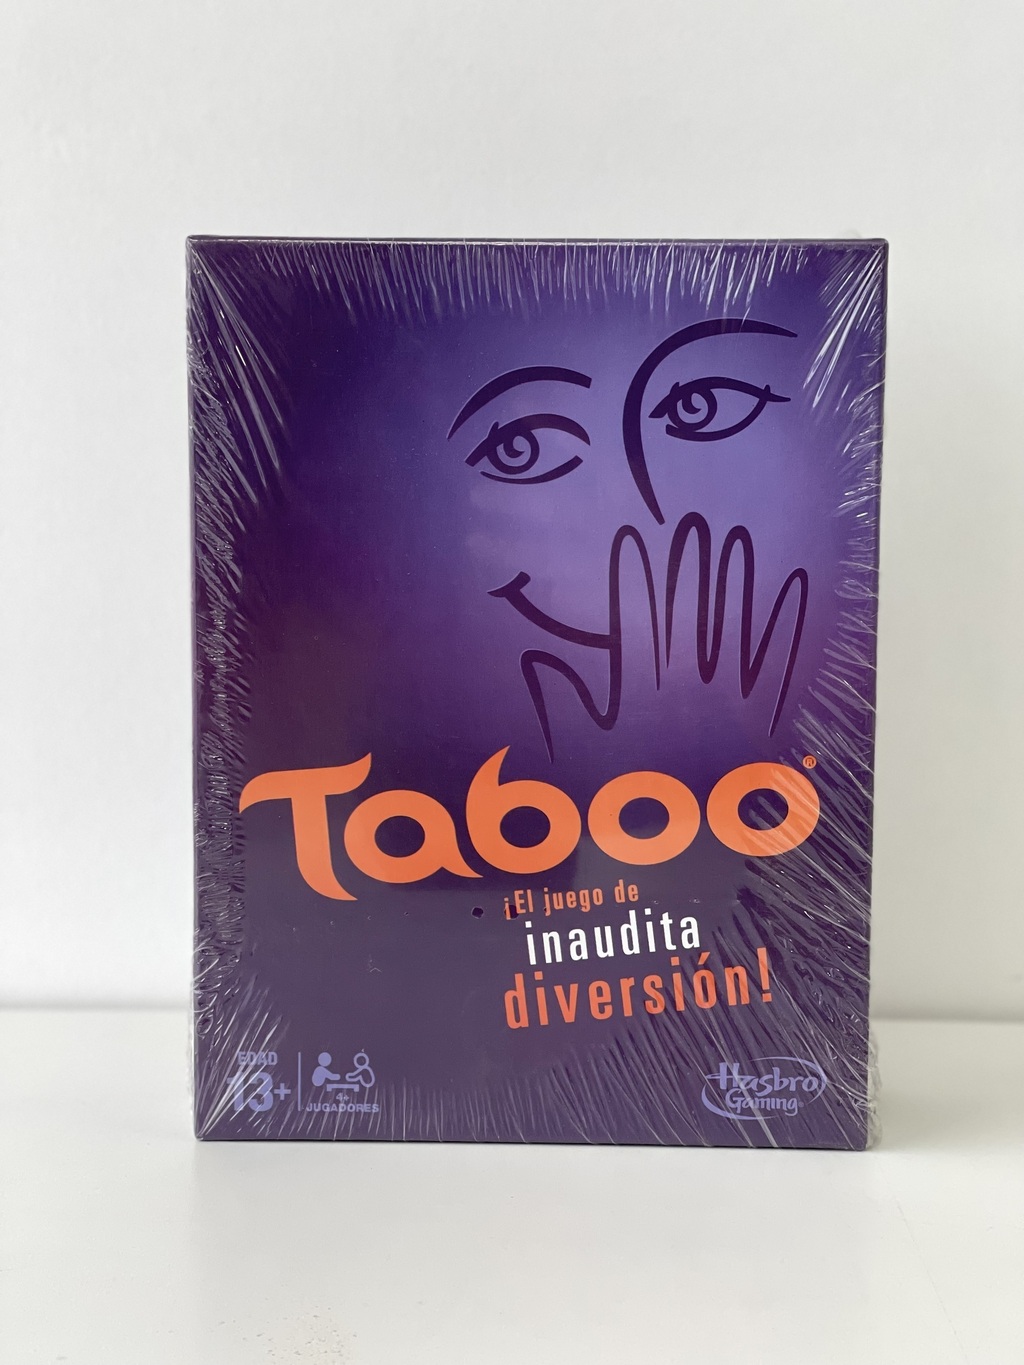 Taboo®
¡El juego de
inaudita
diversión!
EDAD
13+
4+
JUGADORES
Hasbro
Gaming